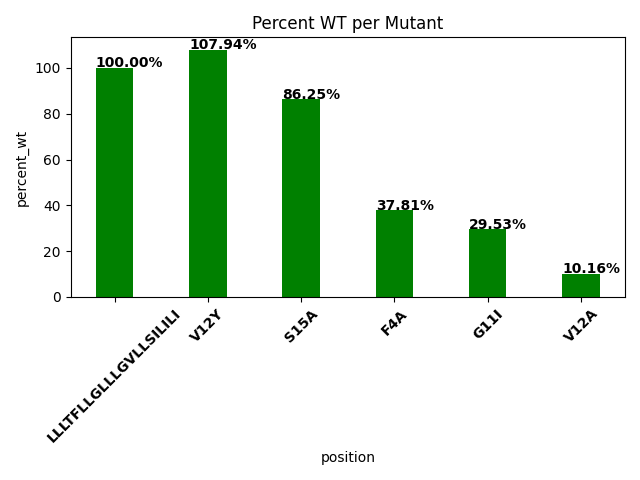 Percent WT per Mutant
percent_wt
100
80
60
40
20
0
100.00%
107.94%
86.25%
37.81%
29.53%
10.16%
LLLTFLLGLLLGVLLSILILI
V12Y
S15A
F4A
G11I
V12A
position